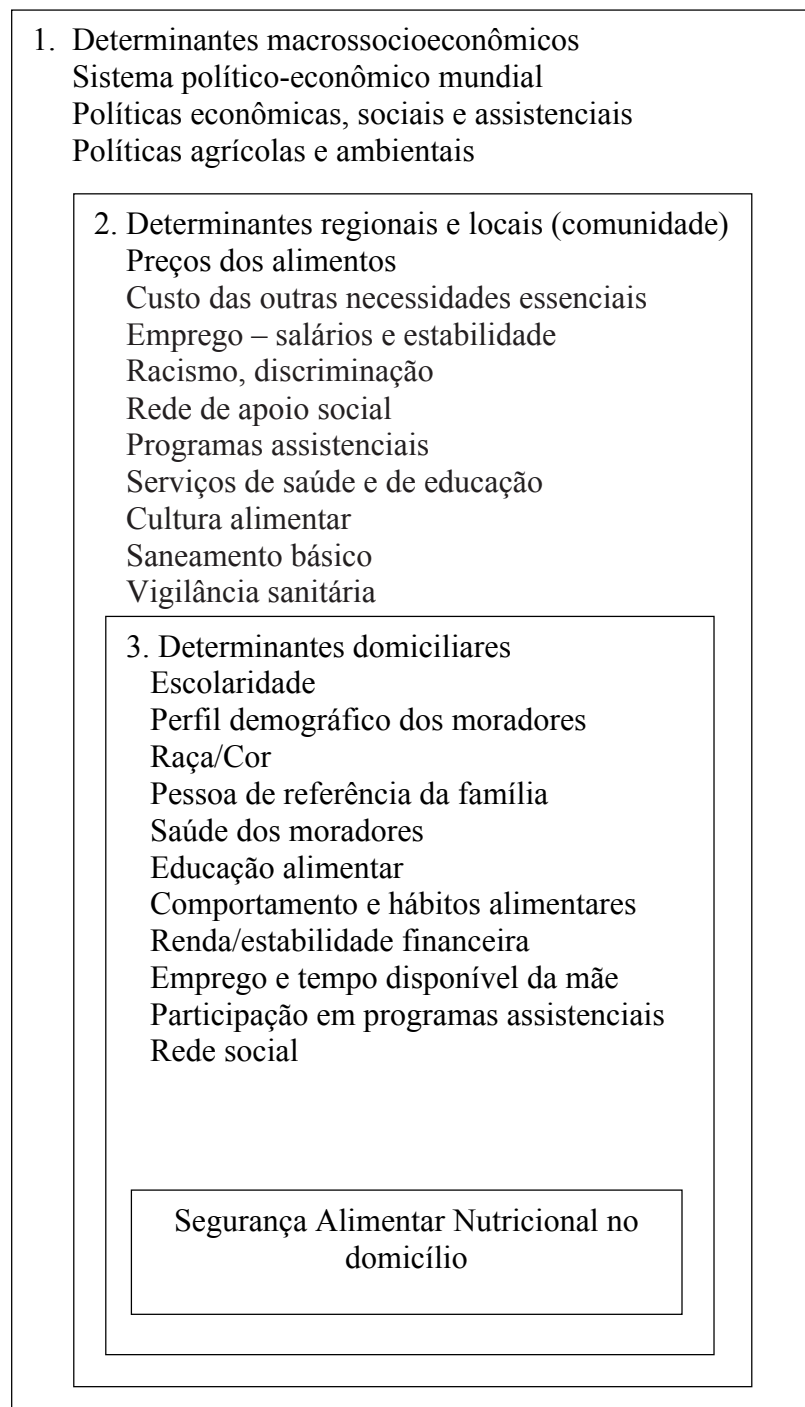 1. Determinantes macrossocioeconômicos
Sistema político-econômico mundial
Políticas econômicas, sociais e assistenciais
Políticas agrícolas e ambientais
2. Determinantes regionais e locais (comunidade)
Preços dos alimentos
Custo das outras necessidades essenciais
Emprego – salários e estabilidade
Racismo, discriminação
Rede de apoio social
Programas assistenciais
Serviços de saúde e de educação
Cultura alimentar
Saneamento básico
Vigilância sanitária
3. Determinantes domiciliares
Escolaridade
Perfil demográfico dos moradores
Raça/Cor
Pessoa de referência da família
Saúde dos moradores
Educação alimentar
Comportamento e hábitos alimentares
Renda/estabilidade financeira
Emprego e tempo disponível da mãe
Participação em programas assistenciais
Rede social
Segurança Alimentar Nutricional no
domicílio